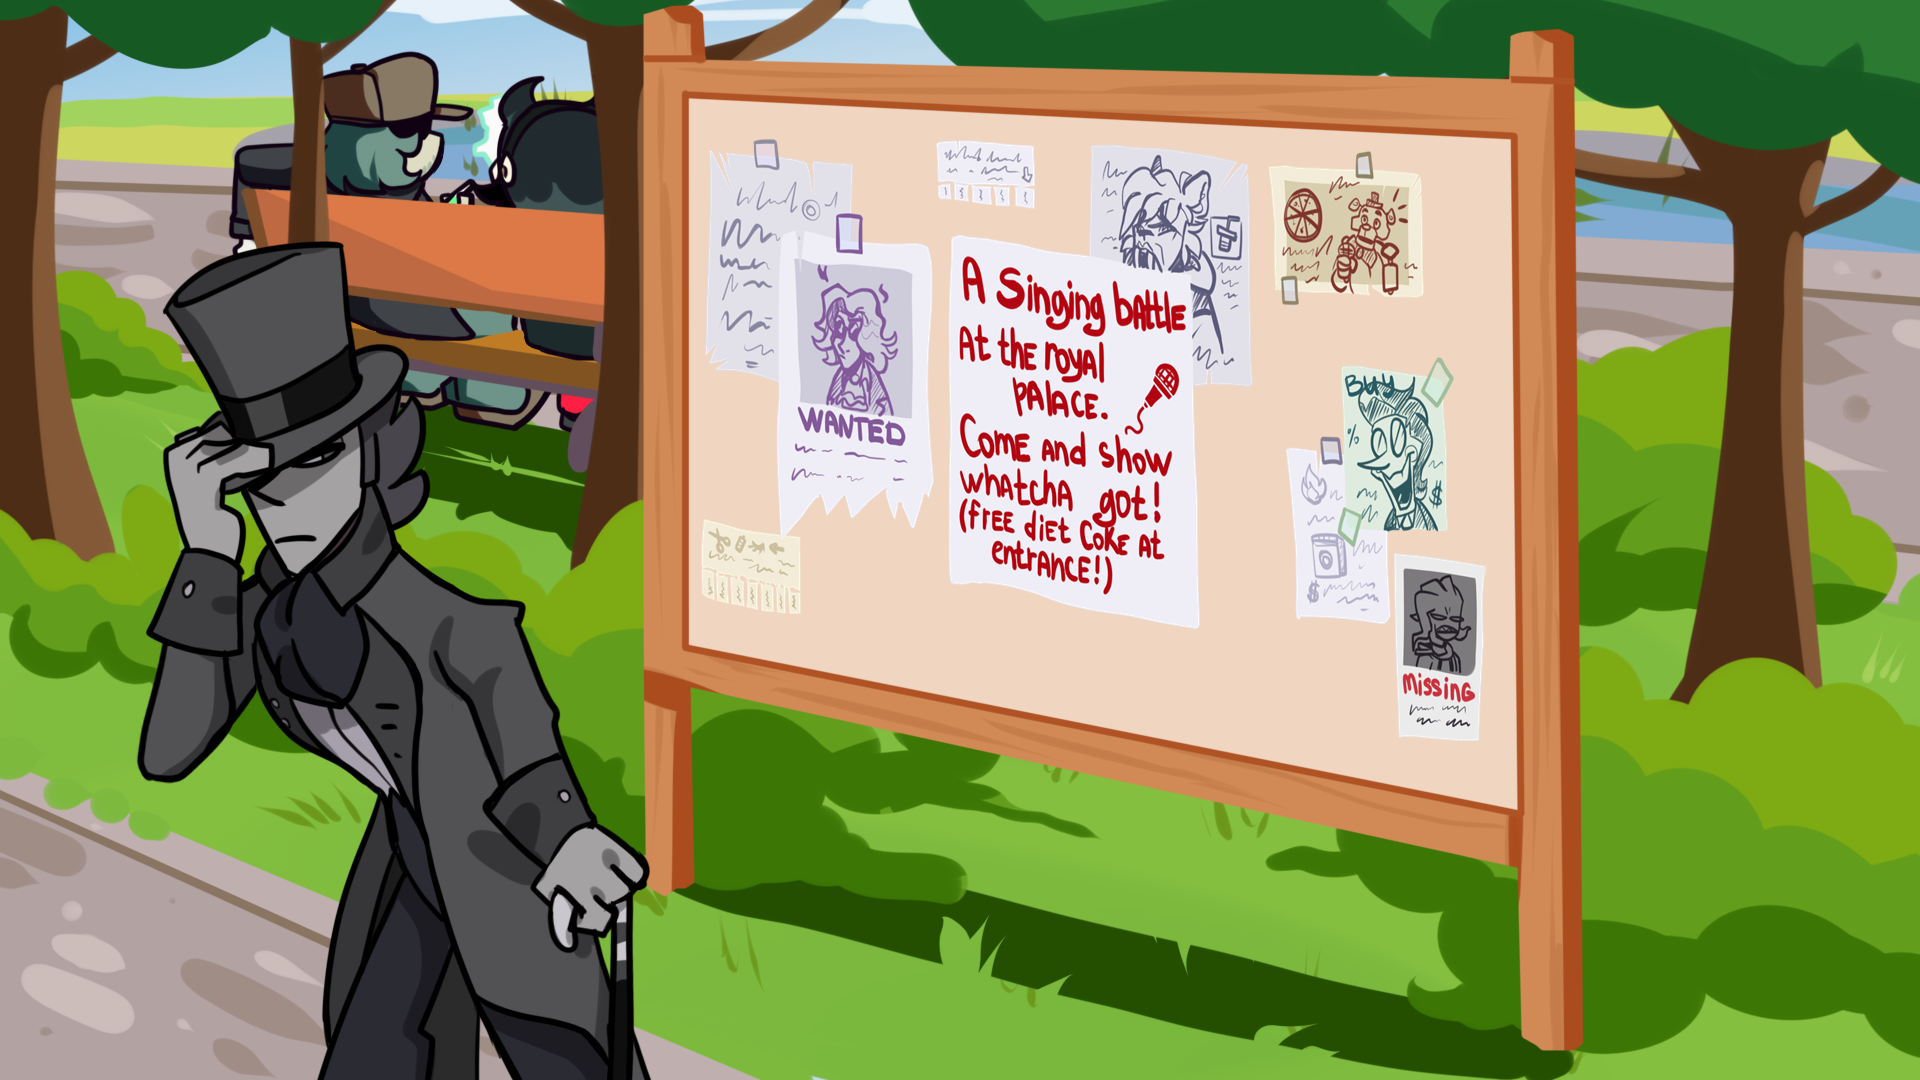 WANTED
A Singing battle
At the royal
palace.
Come and show
whatcha got!
(free diet Coke at
entrance!)
Buy
%
$
$
Missing